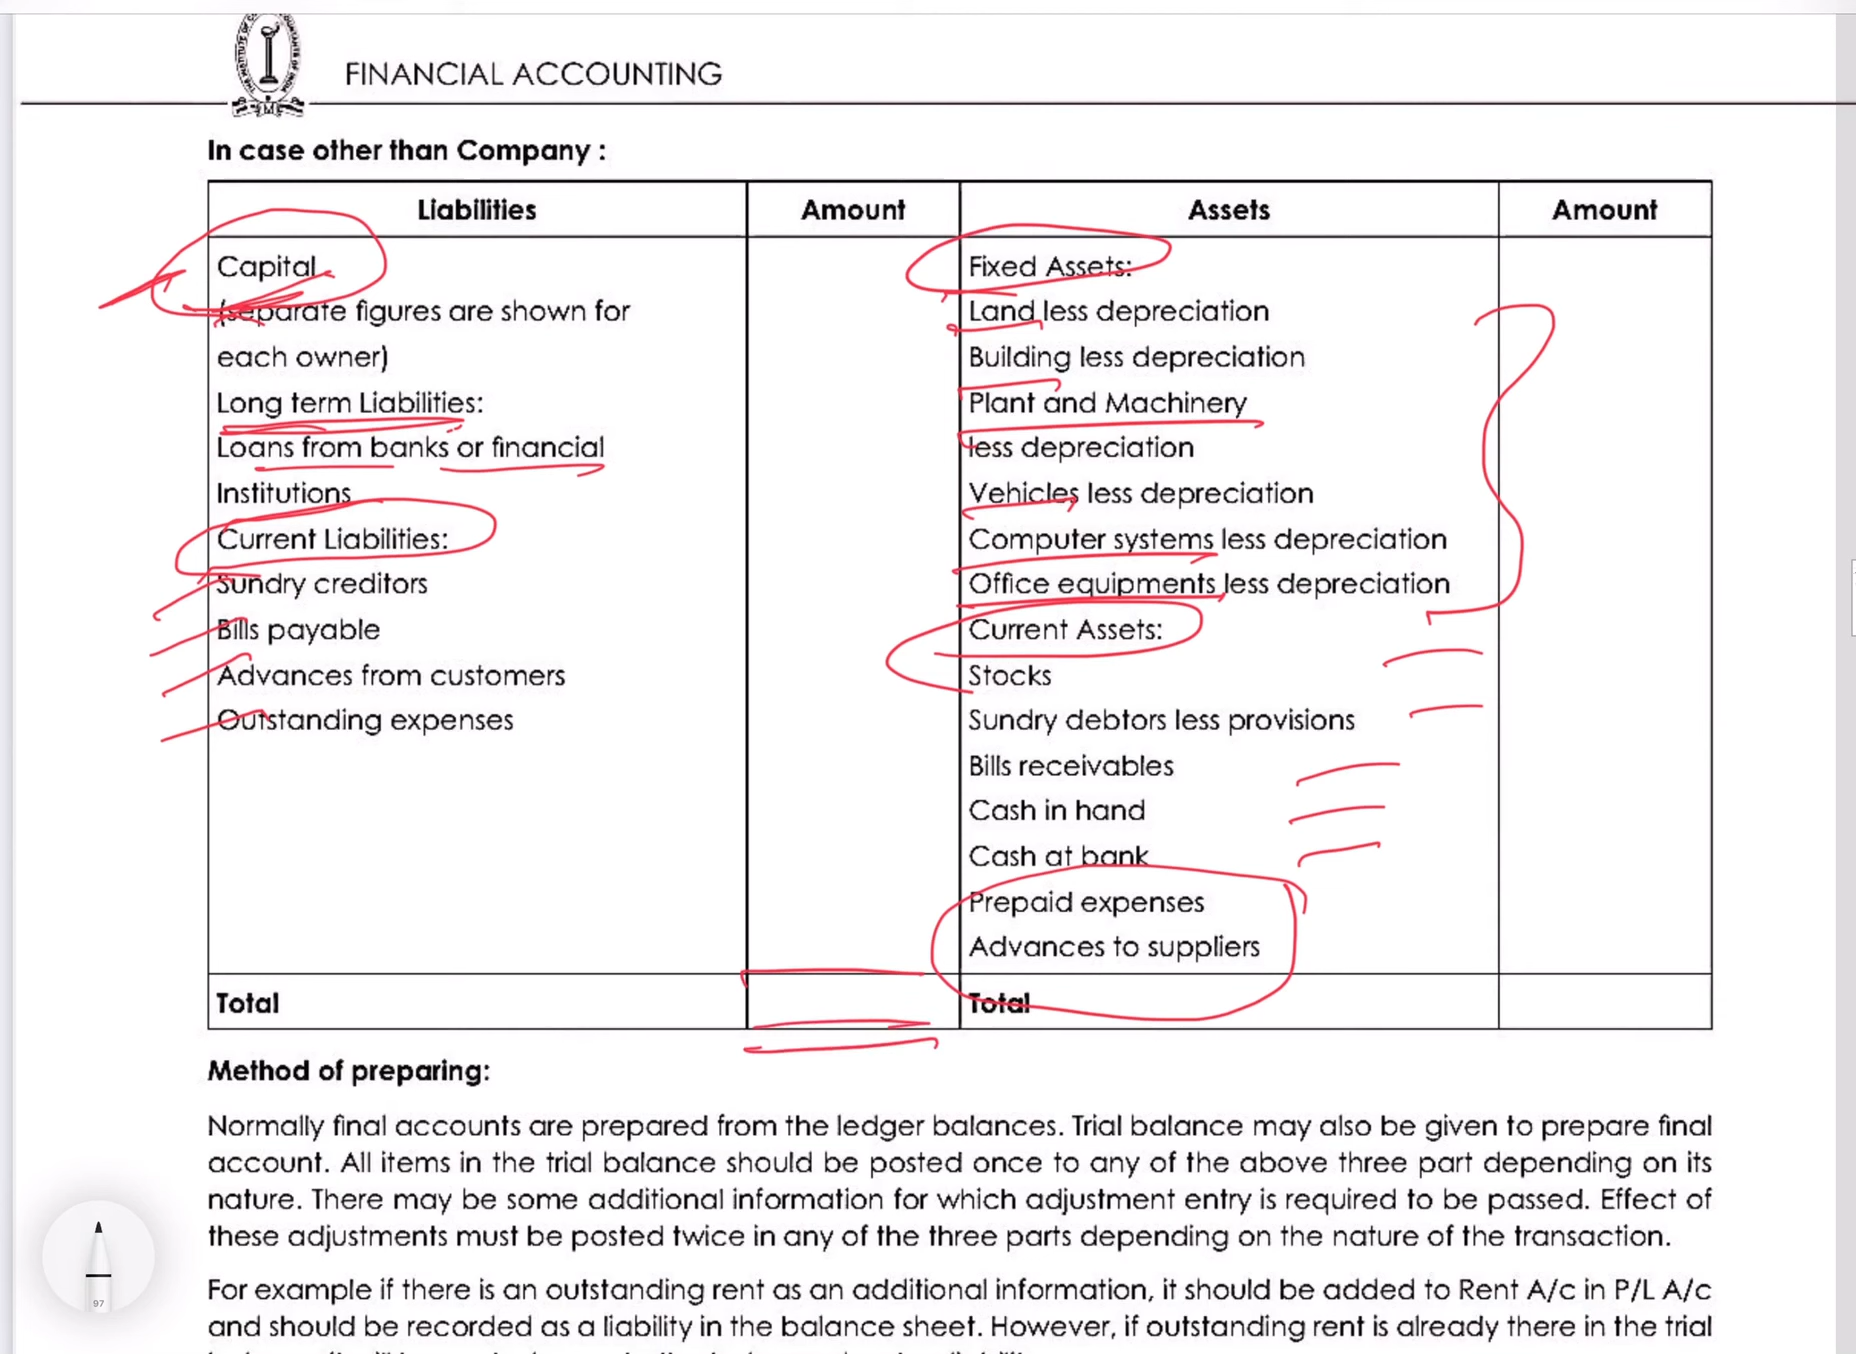 FINANCIAL ACCOUNTING
In case other than Company :
Liabilities Amount Assets Amount
Capital
(separate figures are shown for
each owner)
Long term Liabilities:
Loans from banks or financial
Institutions
Current Liabilities:
Sundry creditors
Bills payable
Advances from customers
Outstanding expenses
Fixed Assets:
Land less depreciation
Building less depreciation
Plant and Machinery
less depreciation
Vehicles less depreciation
Computer systems less depreciation
Office equipments less depreciation
Current Assets:
Stocks
Sundry debtors less provisions
Bills receivables
Cash in hand
Cash at bank
Prepaid expenses
Advances to suppliers
Total Total
Method of preparing:
Normally final accounts are prepared from the ledger balances. Trial balance may also be given to prepare final
account. All items in the trial balance should be posted once to any of the above three part depending on its
nature. There may be some additional information for which adjustment entry is required to be passed. Effect of
these adjustments must be posted twice in any of the three parts depending on the nature of the transaction.
For example if there is an outstanding rent as an additional information, it should be added to Rent A/c in P/L A/c
and should be recorded as a liability in the balance sheet. However, if outstanding rent is already there in the trial
97